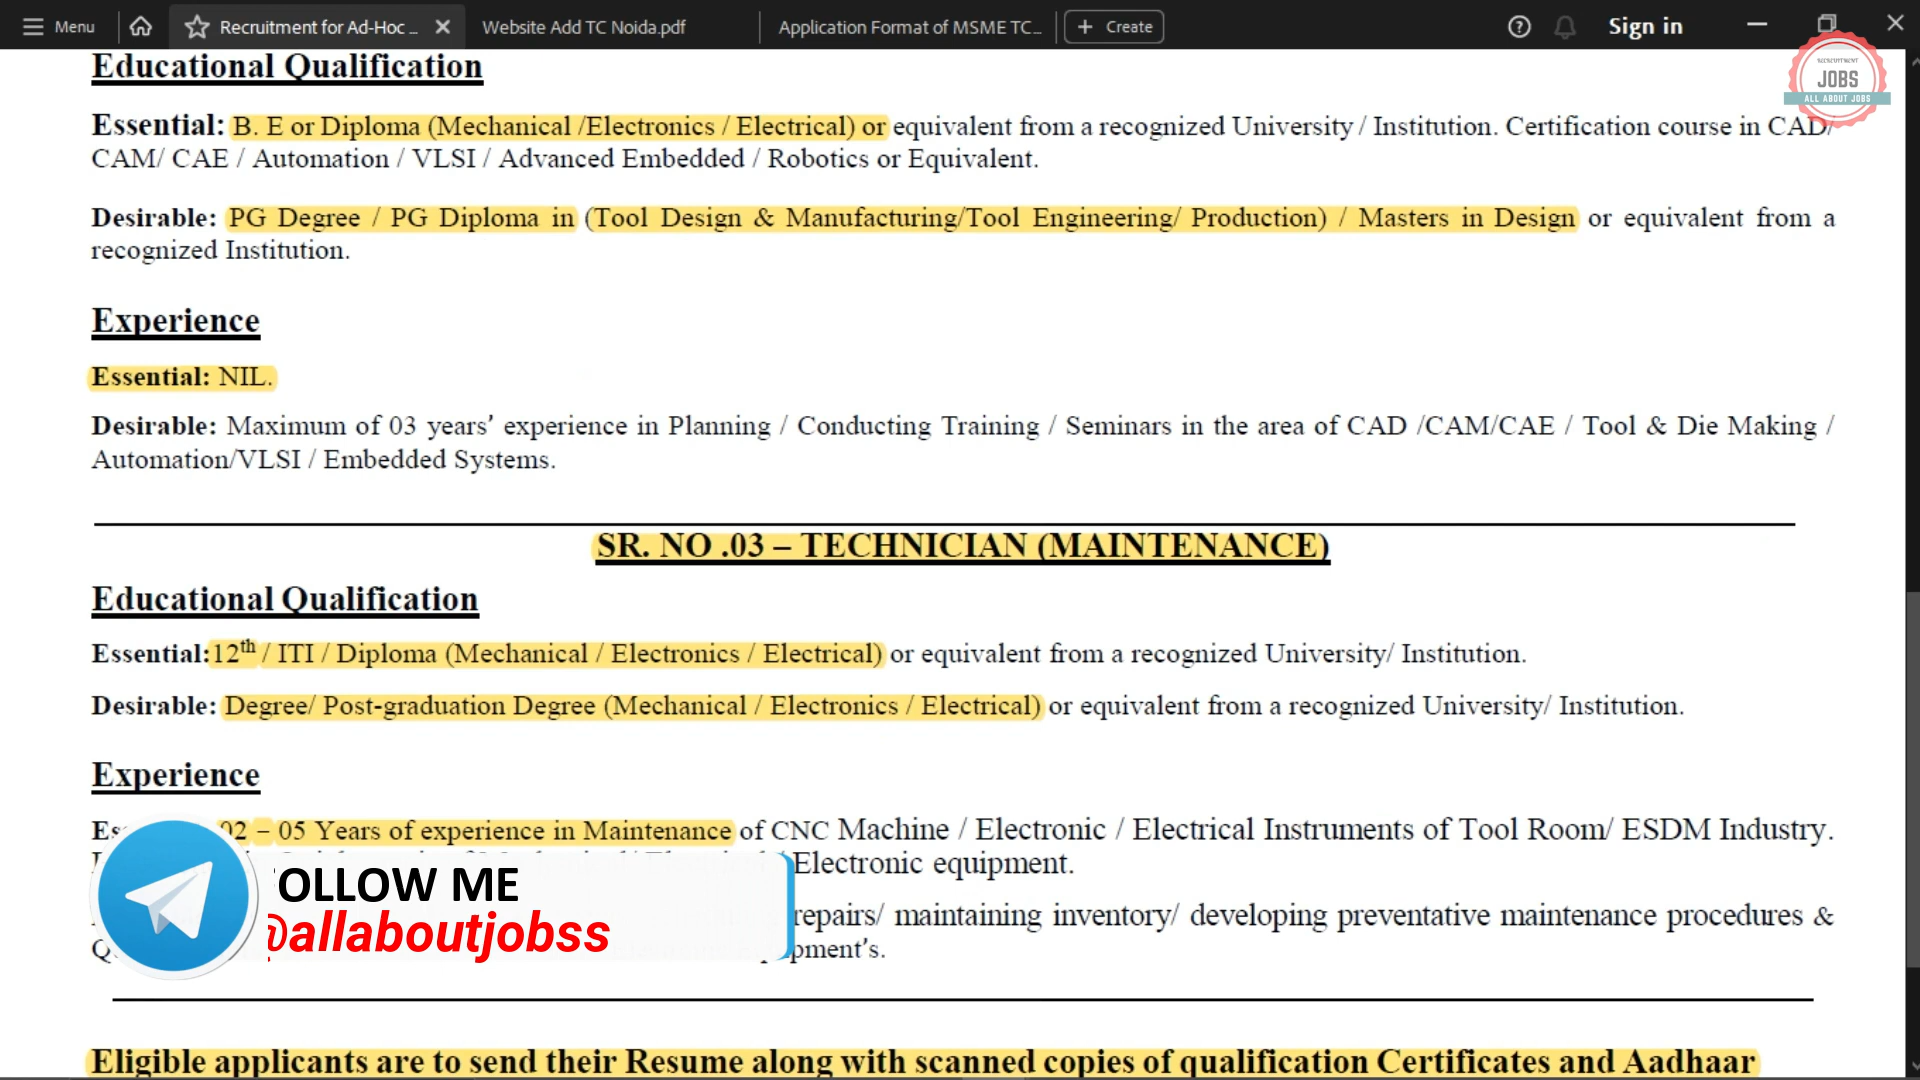 Menu
Recruitment for Ad-Hoc ...
Website Add TC Noida.pdf
Application Format of MSME TC...
+ Create
Sign in
RECRUITMENT
JOBS
ALL ABOUT JOBS
Educational Qualification
Essential: B. E or Diploma (Mechanical /Electronics / Electrical) or equivalent from a recognized University / Institution. Certification course in CAD/
CAM/ CAE / Automation / VLSI / Advanced Embedded / Robotics or Equivalent.
Desirable: PG Degree / PG Diploma in (Tool Design & Manufacturing/Tool Engineering/ Production) / Masters in Design or equivalent from a
recognized Institution.
Experience
Essential: NIL.
Desirable: Maximum of 03 years’ experience in Planning / Conducting Training / Seminars in the area of CAD /CAM/CAE / Tool & Die Making /
Automation/VLSI / Embedded Systems.
SR. NO .03 – TECHNICIAN (MAINTENANCE)
Educational Qualification
Essential:12th / ITI / Diploma (Mechanical / Electronics / Electrical) or equivalent from a recognized University/ Institution.
Desirable: Degree/ Post-graduation Degree (Mechanical / Electronics / Electrical) or equivalent from a recognized University/ Institution.
Experience
02 – 05 Years of experience in Maintenance of CNC Machine / Electronic / Electrical Instruments of Tool Room/ ESDM Industry.
Electronic equipment.
repairs/ maintaining inventory/ developing preventative maintenance procedures &
FOLLOW ME
@allaboutjobss
Eligible applicants are to send their Resume along with scanned copies of qualification Certificates and Aadhaar